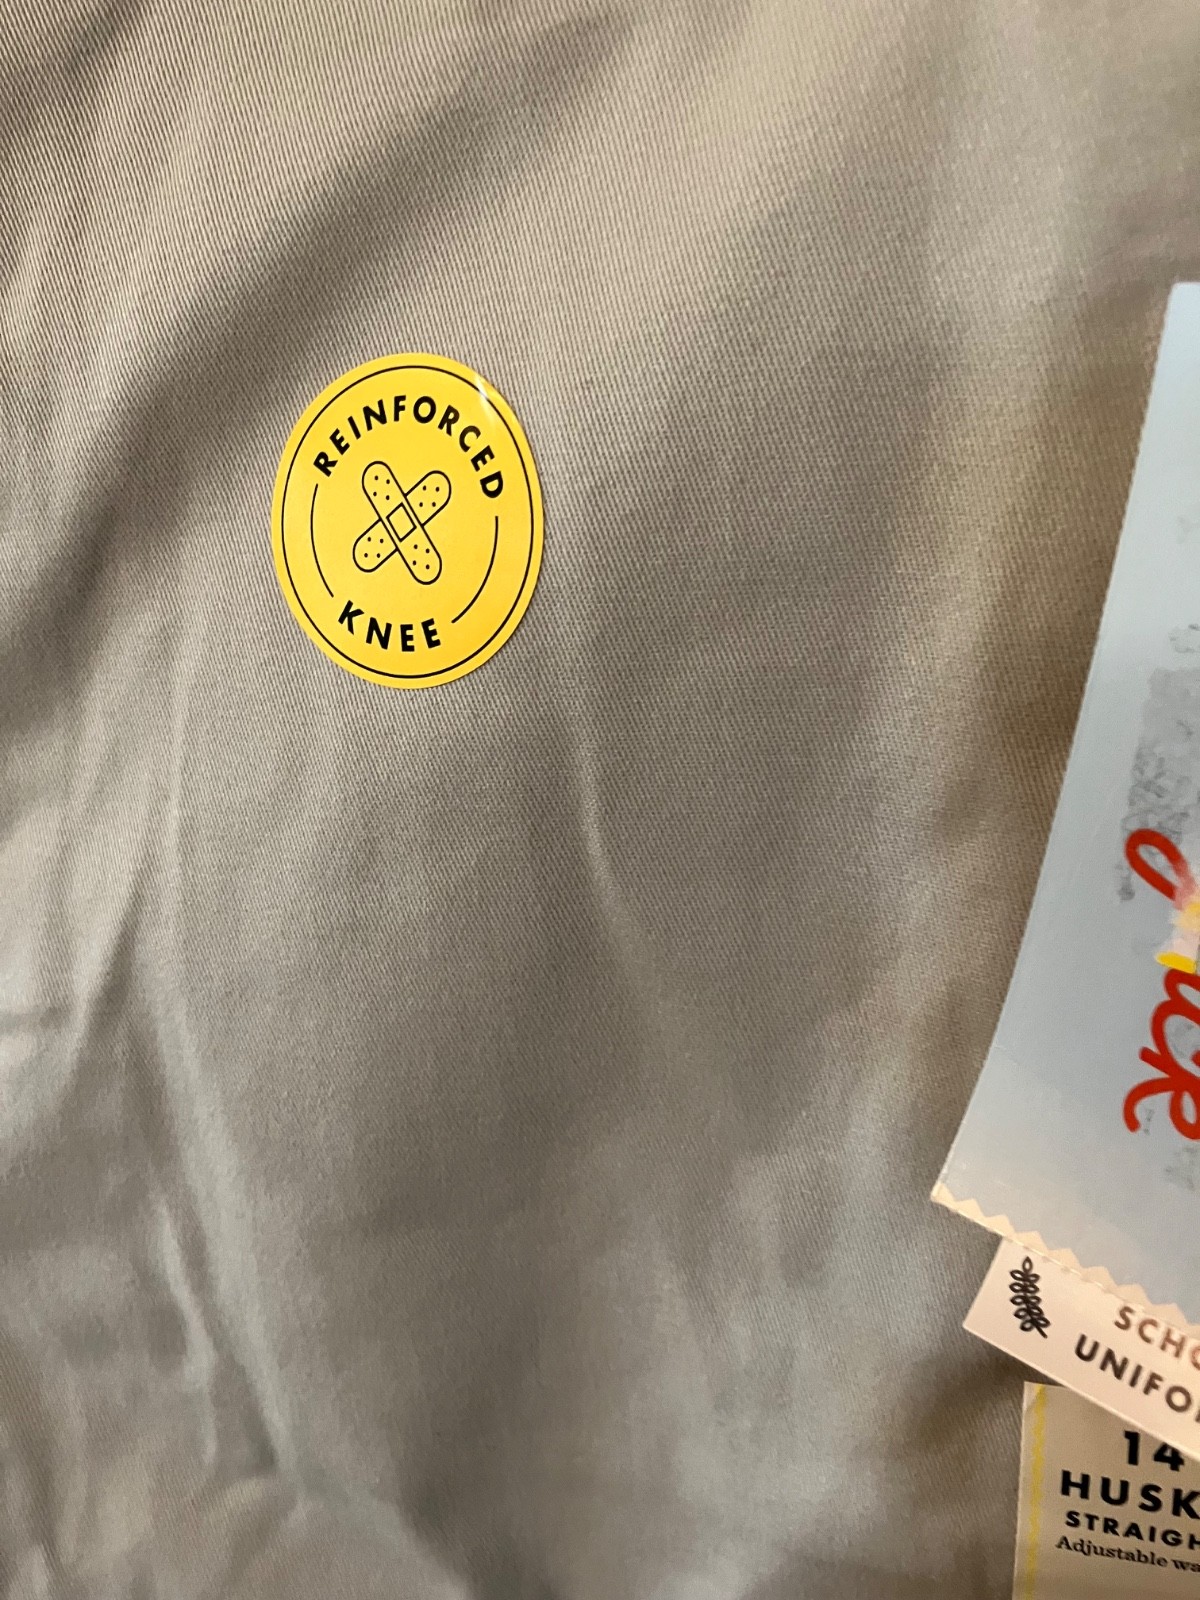 REINFORCED
KNEE
SCHO
UNIFO
14
HUSK
STRAIGH
Adjustable wa